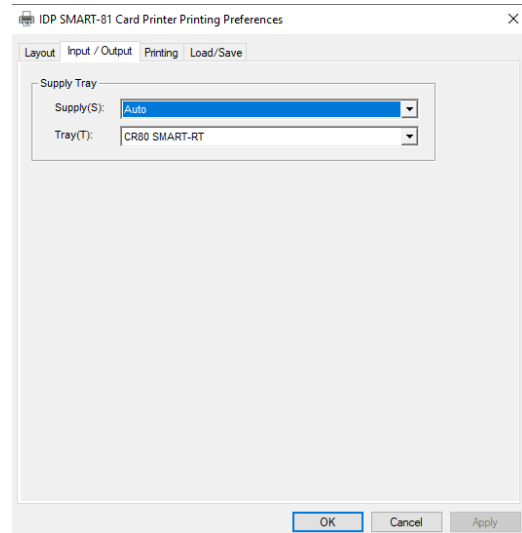 IDP SMART-81 Card Printer Printing Preferences
Layout Input / Output Printing Load/Save
Supply Tray
Supply(S): Auto
Tray(T): CR80 SMART-RT
OK Cancel Apply